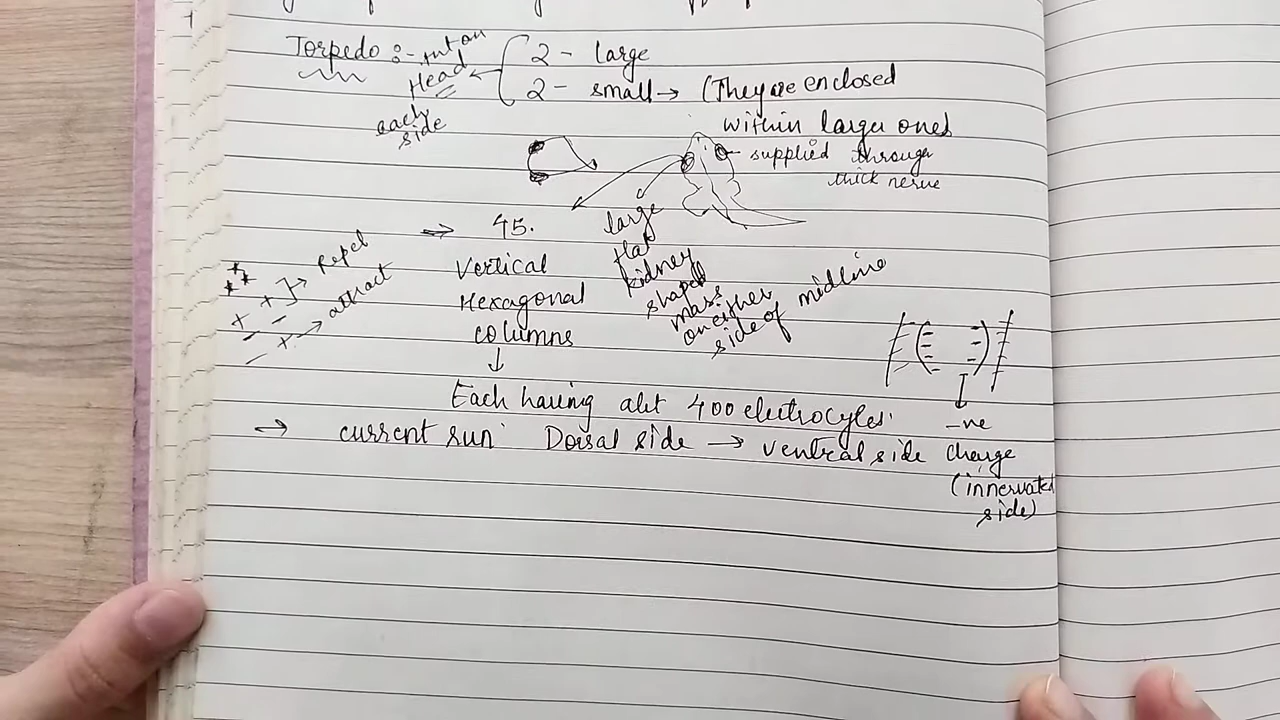 Torpedo :- put on
Head
each
side
2 - large
2 - small → (They are enclosed
within larger ones
supplied through
thick nerve
⇒ 45.
Vertical
Hexagonal
columns
↓
large
flat
kidney
shaped
mass
on either
side of midline
+ +
+
+ } → Repel
+ -
- + → attract
-
Each having abt 400 electrocytes.
↓
-ve
charge
(innervated
side)
→ current run Dorsal side → ventral side